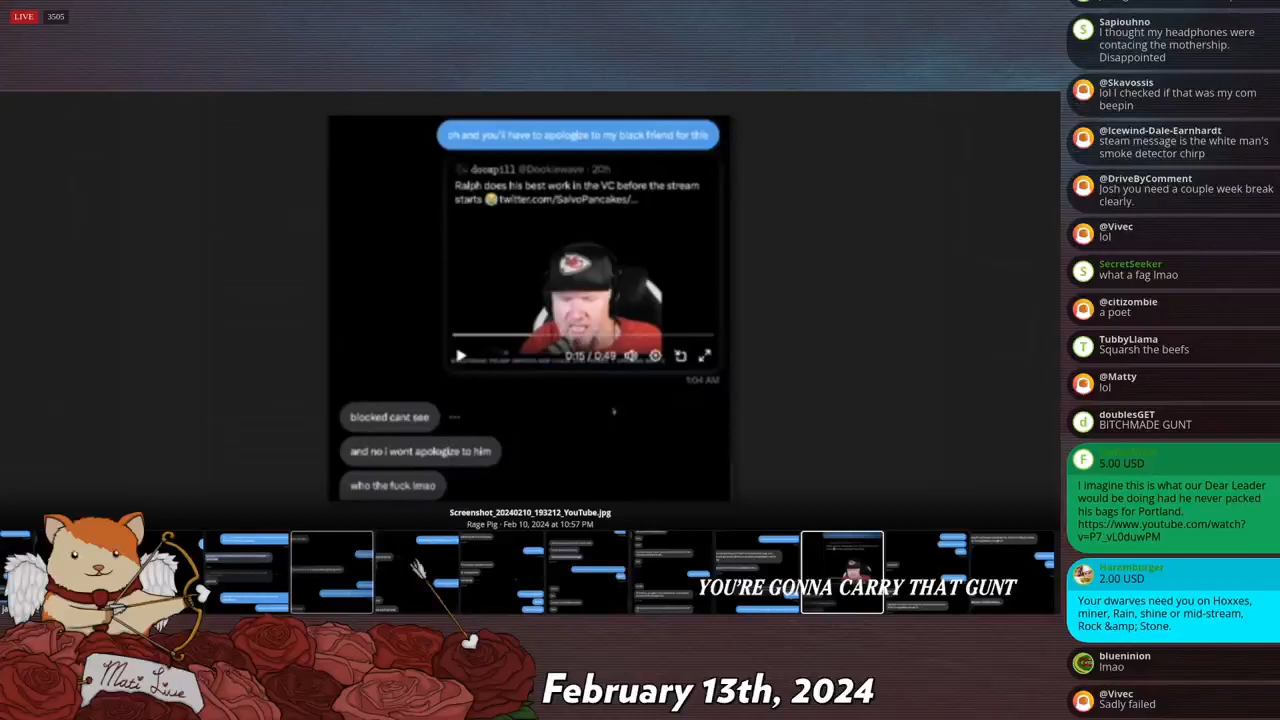 LIVE 3505
oh and you'll have to apologize to my black friend for this
doompill @Dookiewave · 20h
Ralph does his best work in the VC before the stream
starts 😭 twitter.com/SalvoPancakes/...
0:15 / 0:49
1:04 AM
blocked cant see
and no i wont apologize to him
who the fuck lmao
Screenshot_20240210_193212_YouTube.jpg
Rage Pig · Feb 10, 2024 at 10:57 PM
YOU'RE GONNA CARRY THAT GUNT
Mati Live
February 13th, 2024
Sapiouhno
I thought my headphones were
contacing the mothership.
Disappointed
@Skavossis
lol I checked if that was my com
beepin
@Icewind-Dale-Earnhardt
steam message is the white man's
smoke detector chirp
@DriveByComment
Josh you need a couple week break
clearly.
@Vivec
lol
SecretSeeker
what a fag lmao
@citizombie
a poet
TubbyLlama
Squarsh the beefs
@Matty
lol
doublesGET
BITCHMADE GUNT
5.00 USD
I imagine this is what our Dear Leader
would be doing had he never packed
his bags for Portland.
https://www.youtube.com/watch?
v=P7_vL0duwPM
Haremburger
2.00 USD
Your dwarves need you on Hoxxes,
miner, Rain, shine or mid-stream,
Rock &amp; Stone.
blueninion
lmao
@Vivec
Sadly failed